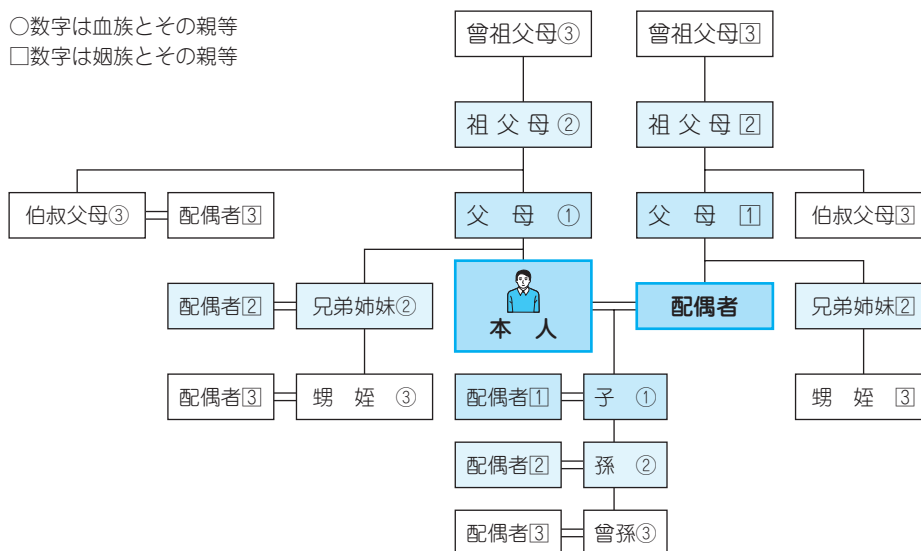 ○数字は血族とその親等
□数字は姻族とその親等
曾祖父母③
曾祖父母3⃣
祖父母②
祖父母2⃣
伯叔父母③
配偶者3⃣
父母①
父母1⃣
伯叔父母3⃣
配偶者2⃣
兄弟姉妹②
本人
配偶者
兄弟姉妹2⃣
配偶者3⃣
甥姪③
配偶者1⃣
子①
甥姪3⃣
配偶者2⃣
孫②
配偶者3⃣
曾孫③